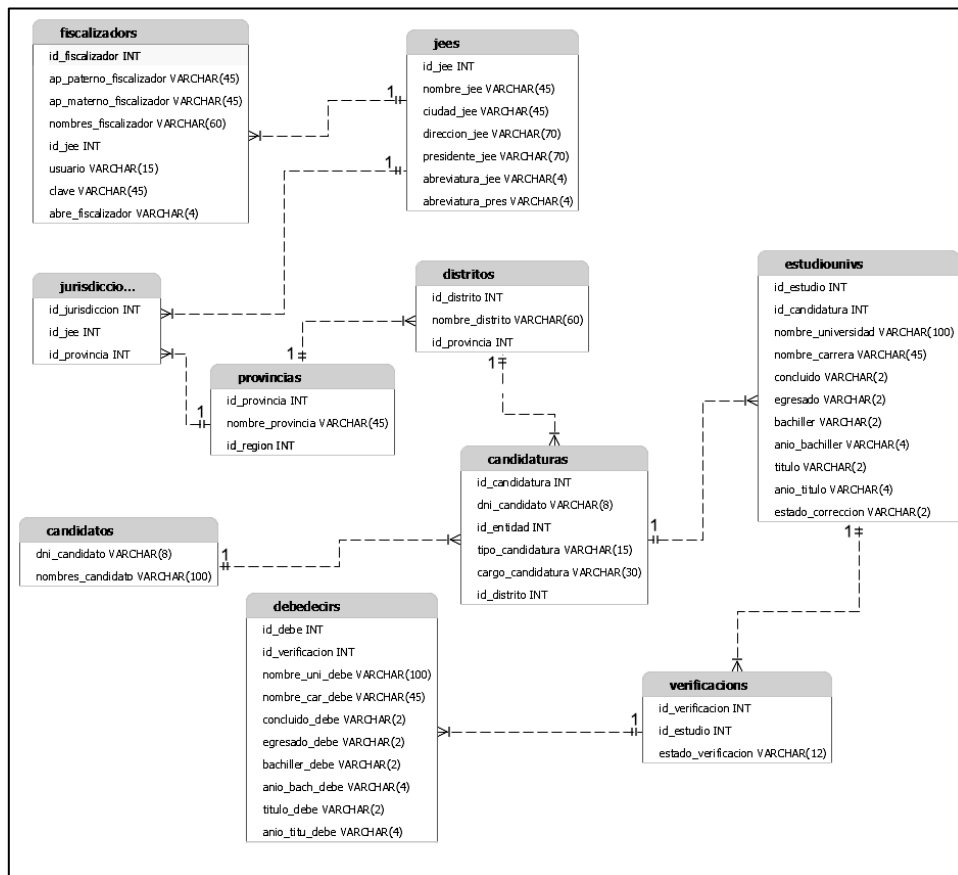 fiscalizadors
id_fiscalizador INT
ap_paterno_fiscalizador VARCHAR(45)
ap_materno_fiscalizador VARCHAR(45)
nombres_fiscalizador VARCHAR(60)
id_jee INT
usuario VARCHAR(15)
clave VARCHAR(45)
abre_fiscalizador VARCHAR(4)
jees
id_jee INT
nombre_jee VARCHAR(45)
ciudad_jee VARCHAR(45)
direccion_jee VARCHAR(70)
presidente_jee VARCHAR(70)
abreviatura_jee VARCHAR(4)
abreviatura_pres VARCHAR(4)
1
1
jurisdiccio...
id_jurisdiccion INT
id_jee INT
id_provincia INT
distritos
id_distrito INT
nombre_distrito VARCHAR(60)
id_provincia INT
1
1
estudiounivs
id_estudio INT
id_candidatura INT
nombre_universidad VARCHAR(100)
nombre_carrera VARCHAR(45)
concluido VARCHAR(2)
egresado VARCHAR(2)
bachiller VARCHAR(2)
anio_bachiller VARCHAR(4)
titulo VARCHAR(2)
anio_titulo VARCHAR(4)
estado_correccion VARCHAR(2)
1
provincias
id_provincia INT
nombre_provincia VARCHAR(45)
id_region INT
1
candidaturas
id_candidatura INT
dni_candidato VARCHAR(8)
id_entidad INT
tipo_candidatura VARCHAR(15)
cargo_candidatura VARCHAR(30)
id_distrito INT
1
candidatos
dni_candidato VARCHAR(8)
nombres_candidato VARCHAR(100)
1
debedecirs
id_debe INT
id_verificacion INT
nombre_uni_debe VARCHAR(100)
nombre_car_debe VARCHAR(45)
concluido_debe VARCHAR(2)
egresado_debe VARCHAR(2)
bachiller_debe VARCHAR(2)
anio_bach_debe VARCHAR(4)
titulo_debe VARCHAR(2)
anio_titu_debe VARCHAR(4)
1
verificacions
id_verificacion INT
id_estudio INT
estado_verificacion VARCHAR(12)